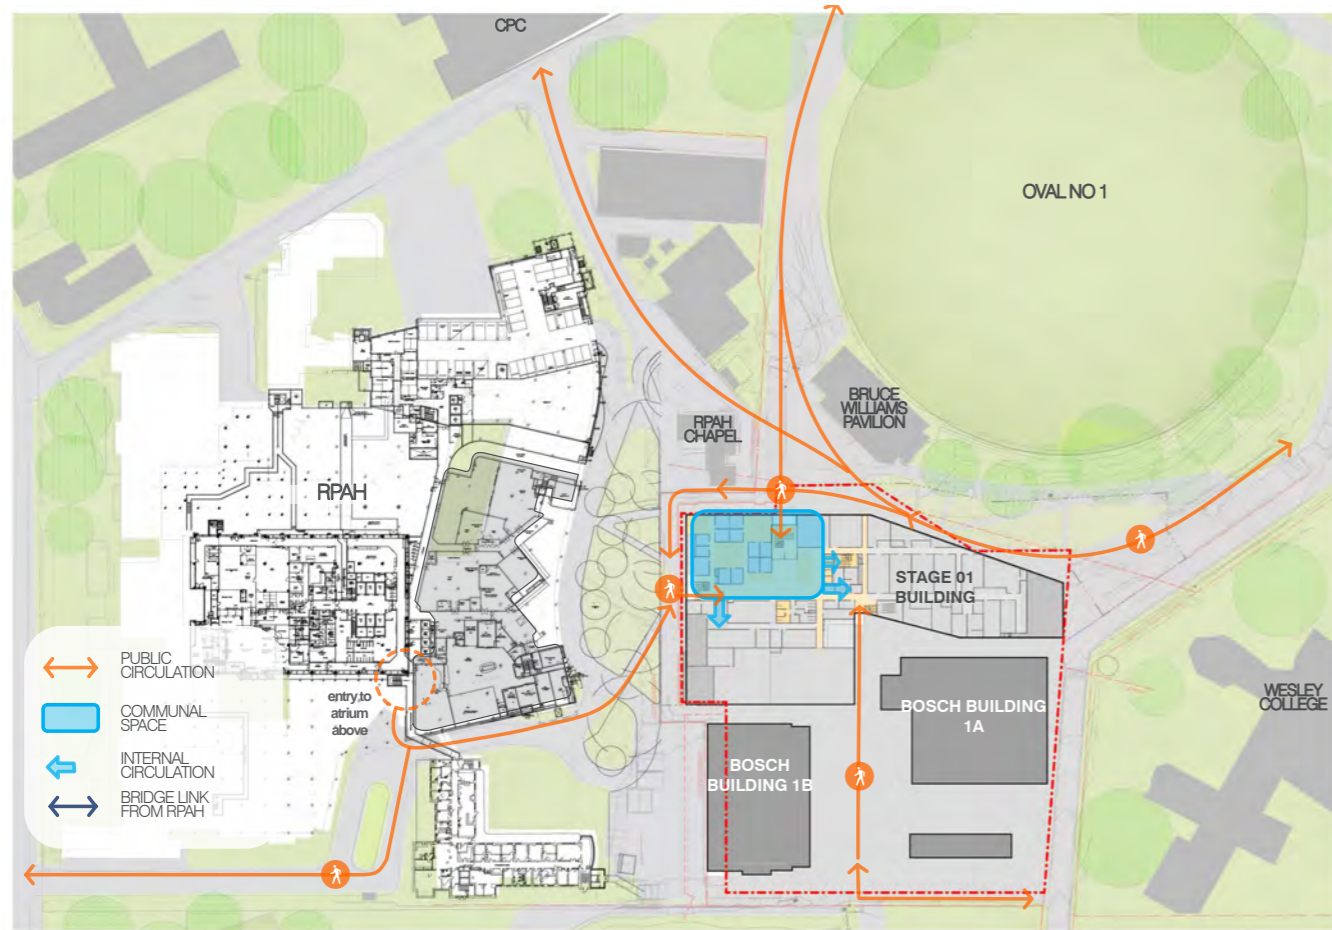 CPC
OVAL NO 1
BRUCE
WILLIAMS
PAVILION
RPAH
CHAPEL
RPAH
STAGE 01
BUILDING
entry to
atrium
above
PUBLIC
CIRCULATION
COMMUNAL
SPACE
INTERNAL
CIRCULATION
BRIDGE LINK
FROM RPAH
WESLEY
COLLEGE
BOSCH BUILDING
1A
BOSCH
BUILDING 1B